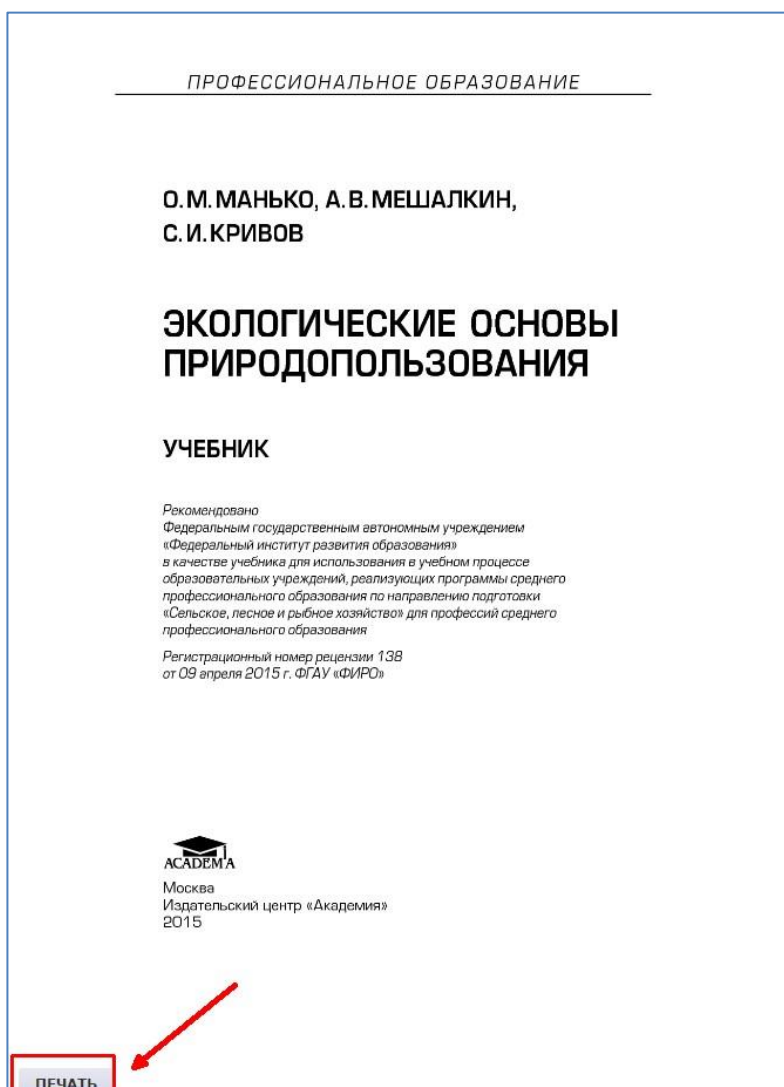 ПРОФЕССИОНАЛЬНОЕ ОБРАЗОВАНИЕ
О. М. МАНЬКО, А. В. МЕШАЛКИН,
С. И. КРИВОВ
ЭКОЛОГИЧЕСКИЕ ОСНОВЫ
ПРИРОДОПОЛЬЗОВАНИЯ
УЧЕБНИК
Рекомендовано
Федеральным государственным автономным учреждением
«Федеральный институт развития образования»
в качестве учебника для использования в учебном процессе
образовательных учреждений, реализующих программы среднего
профессионального образования по направлению подготовки
«Сельское, лесное и рыбное хозяйство» для профессий среднего
профессионального образования
Регистрационный номер рецензии 138
от 09 апреля 2015 г. ФГАУ «ФИРО»
ACADEMA
Москва
Издательский центр «Академия»
2015
ПЕЧАТЬ